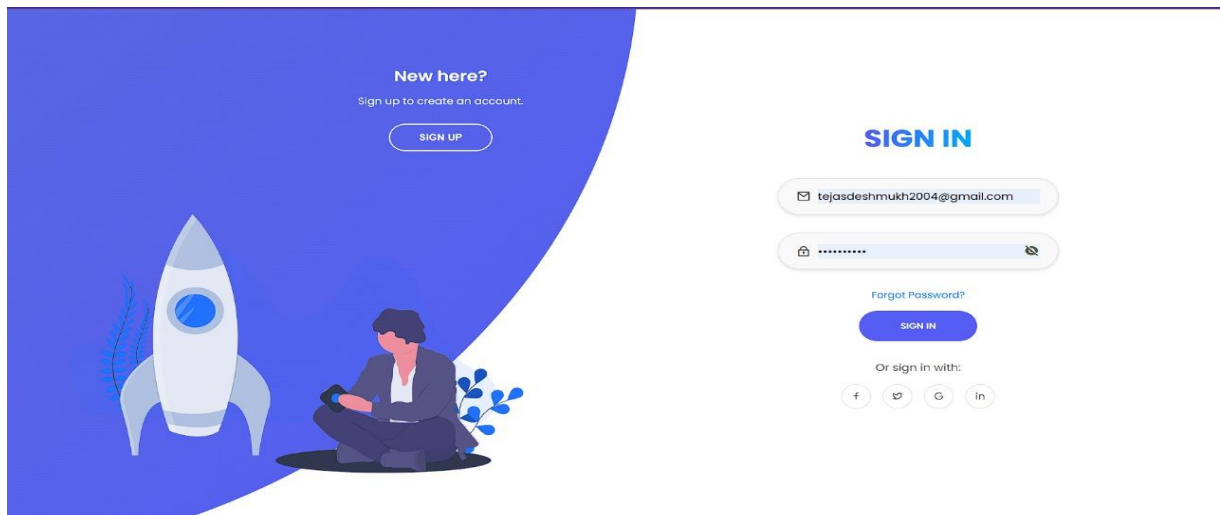 New here?
Sign up to create an account.
SIGN UP
SIGN IN
tejasdeshmukh2004@gmail.com
••••••••••
Forgot Password?
SIGN IN
Or sign in with:
f
G
in